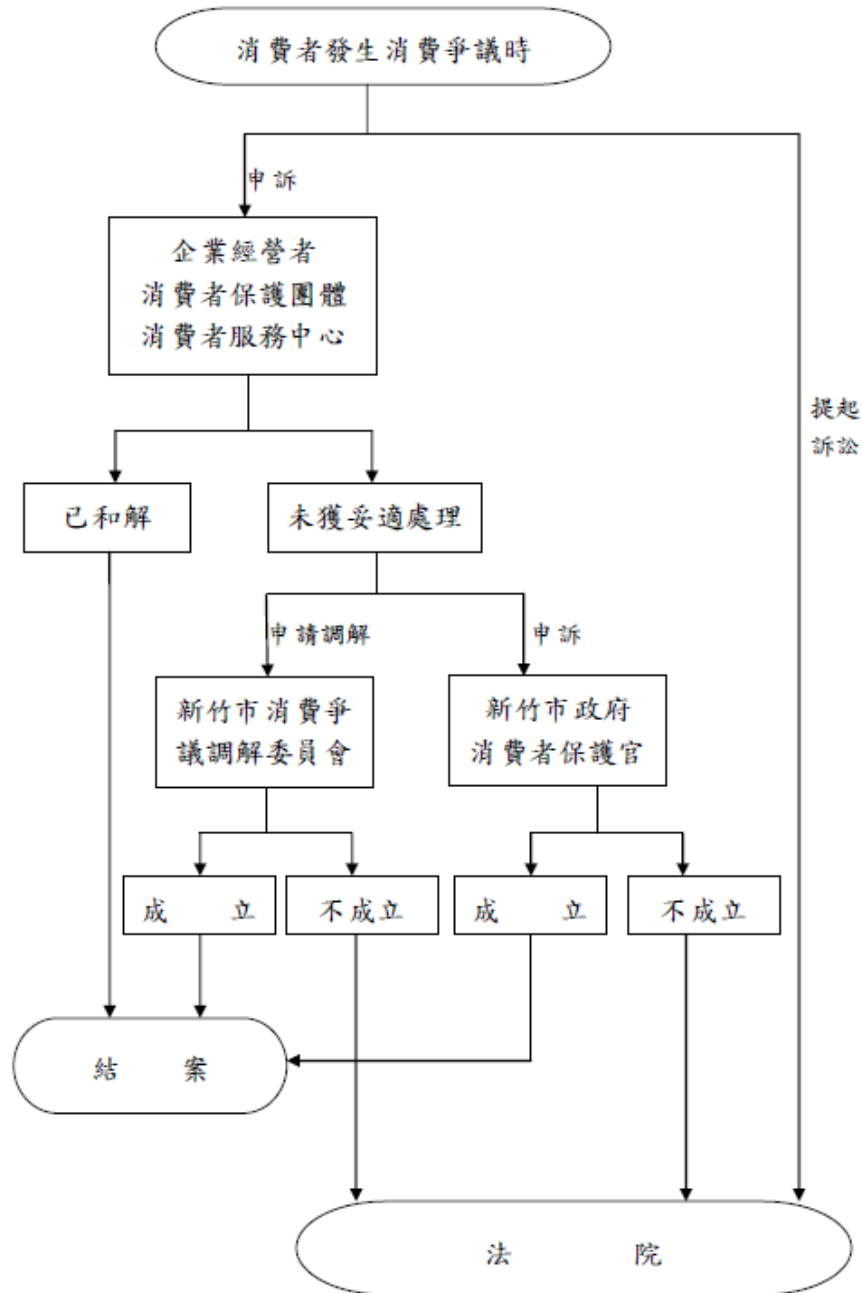 消費者發生消費爭議時
申訴
企業經營者
消費者保護團體
消費者服務中心
提起
訴訟
已和解
未獲妥適處理
申請調解
申訴
新竹市消費爭
議調解委員會
新竹市政府
消費者保護官
成 立
不成立
成 立
不成立
結 案
法 院